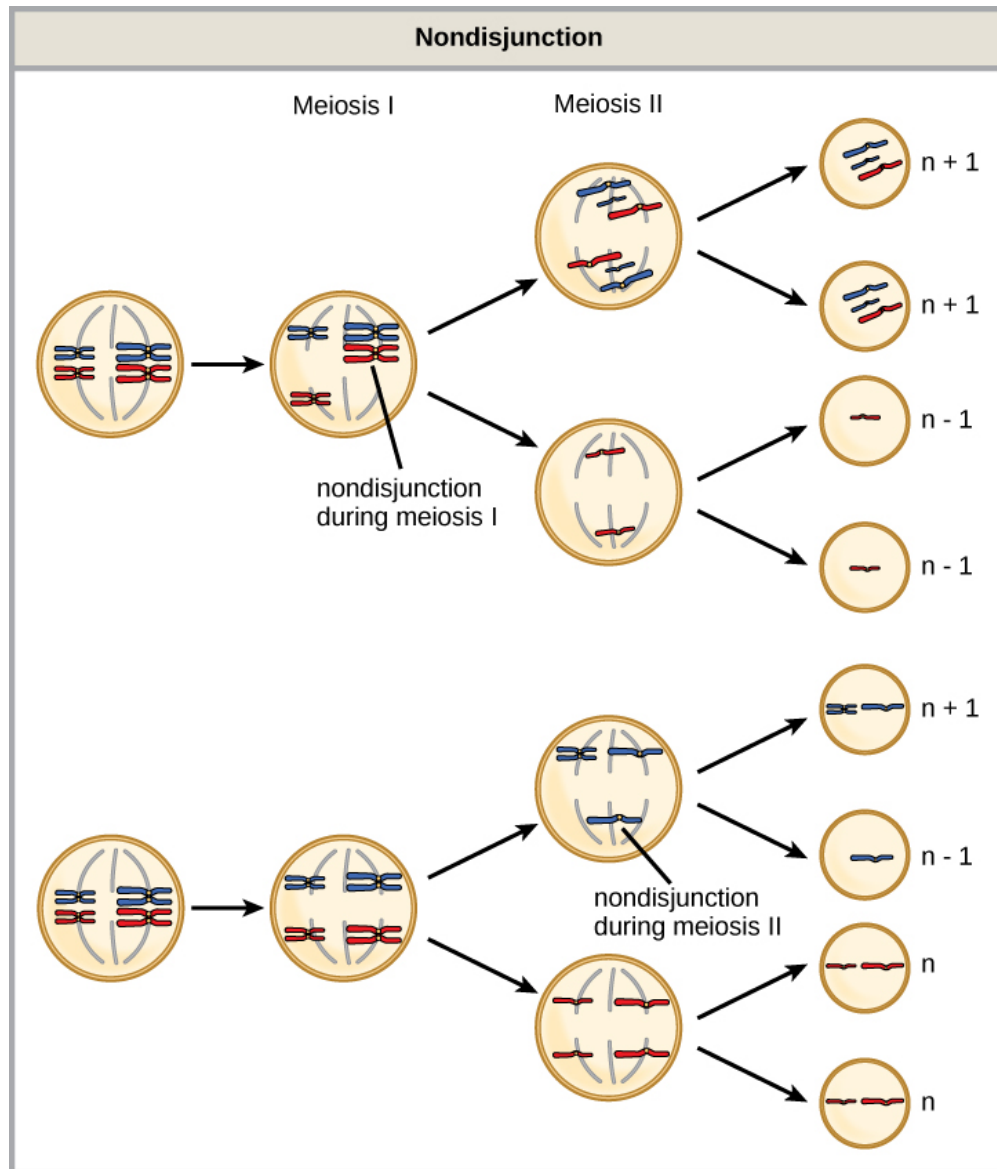 Nondisjunction
Meiosis I
Meiosis II
n + 1
n + 1
nondisjunction
during meiosis I
n - 1
n - 1
n + 1
n - 1
nondisjunction
during meiosis II
n
n